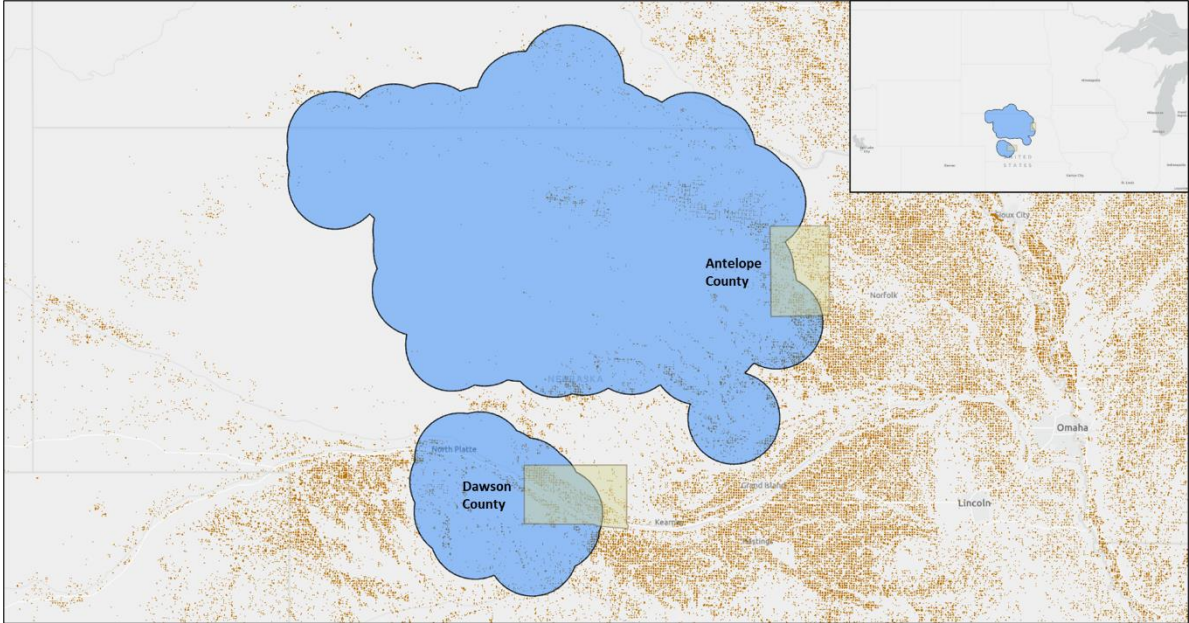 UNITED
STATES
Sioux City
Antelope
County
Norfolk
NEBRASKA
Omaha
North Platte
Dawson
County
Grand Island
Lincoln
Kearney
Hastings